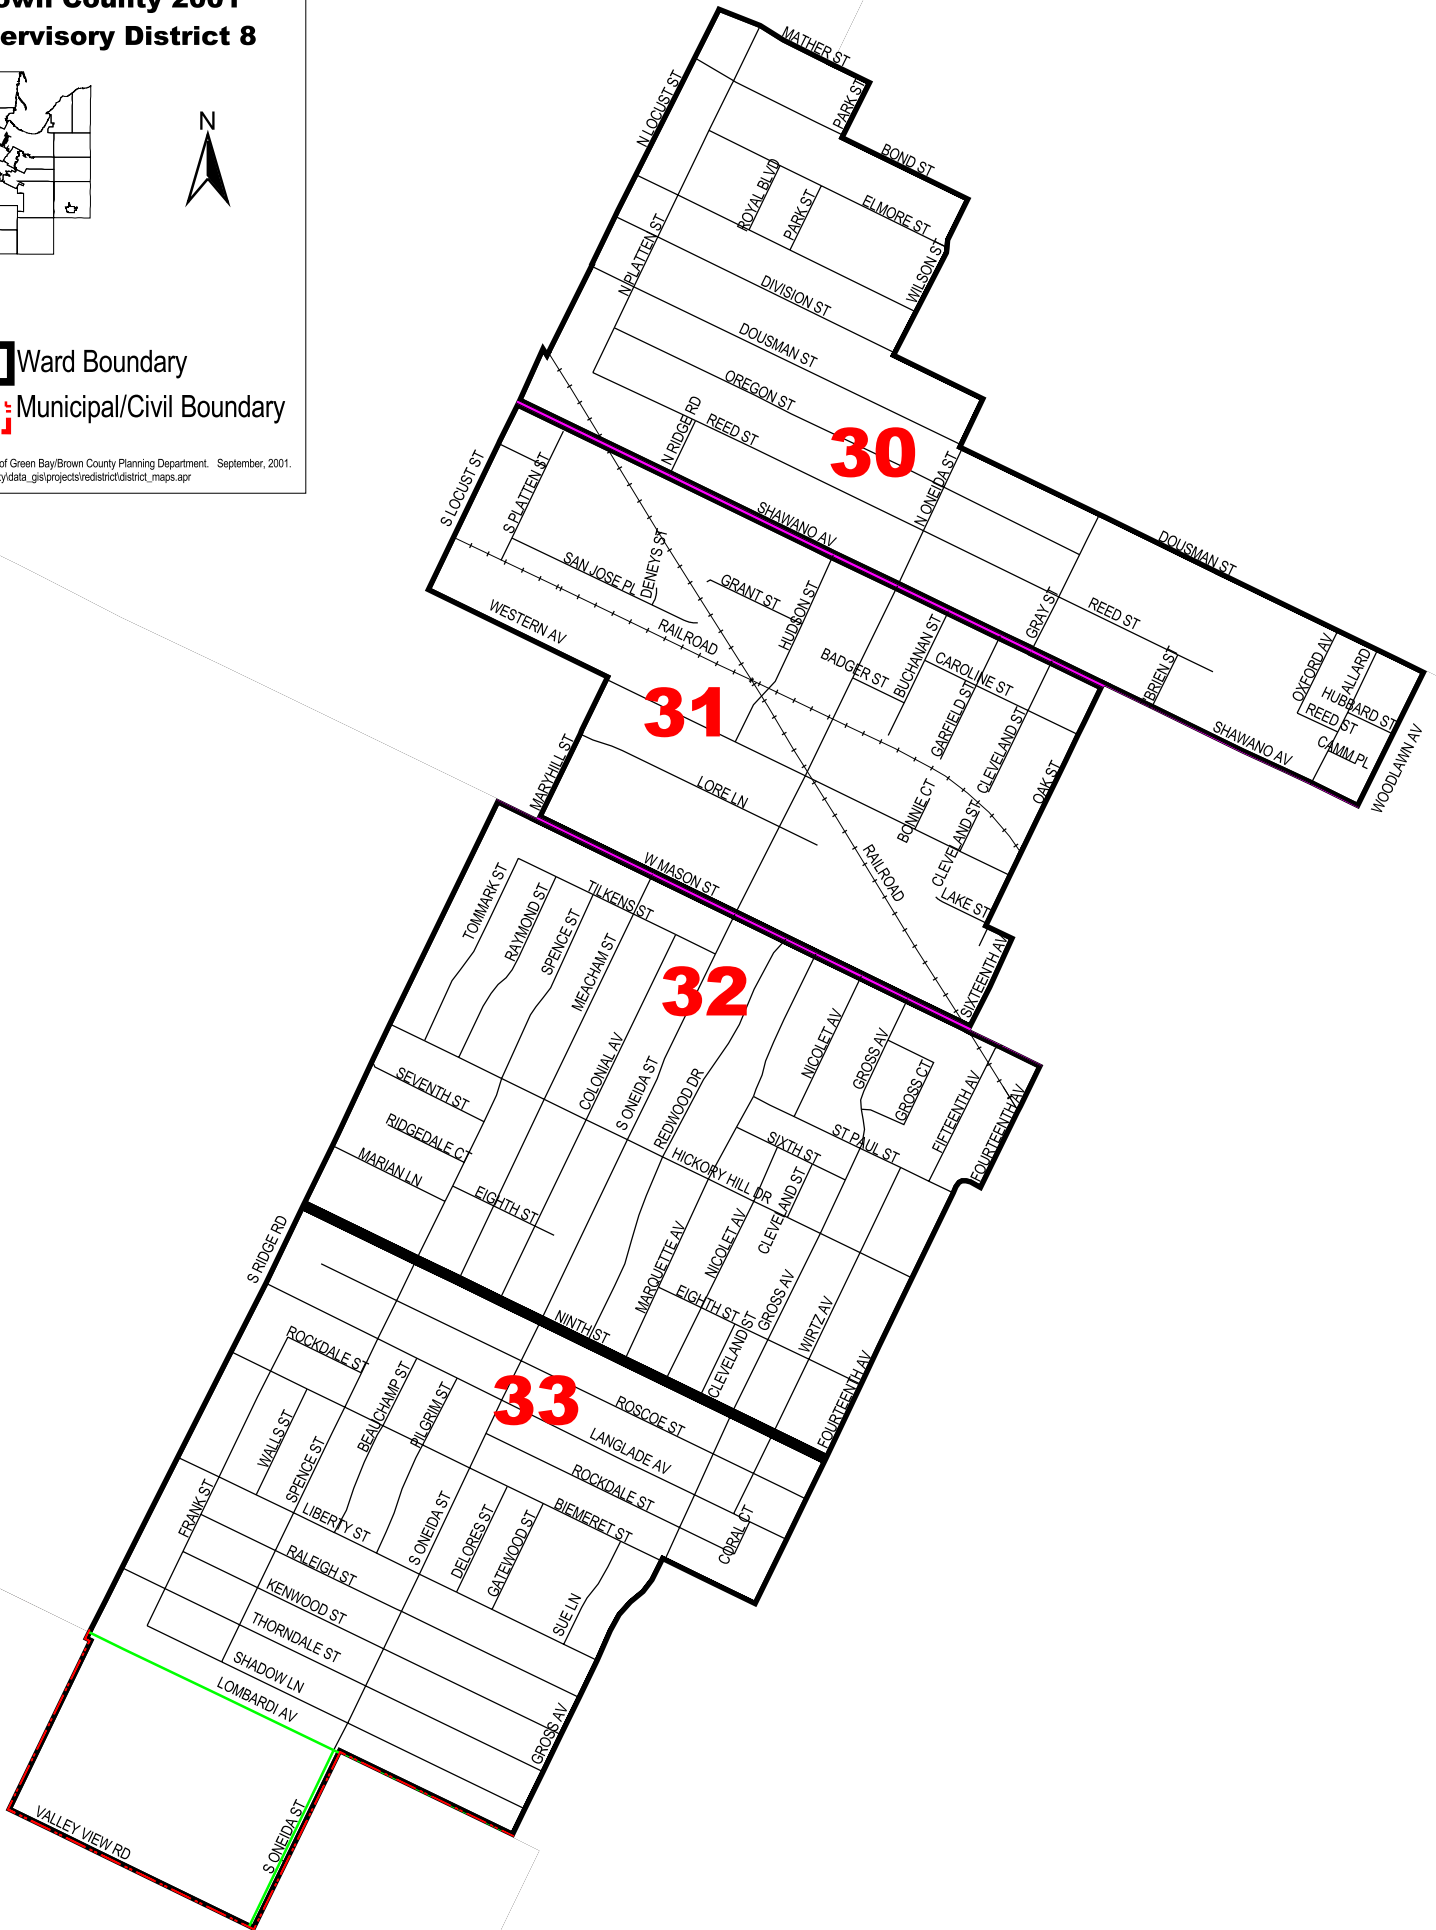 own County 2001
ervisory District 8
N
Ward Boundary
Municipal/Civil Boundary
of Green Bay/Brown County Planning Department. September, 2001.
ty\data_gis\projects\redistrict\district_maps.apr
MATHER ST
N LOCUST ST
PARK ST
BOND ST
ROYAL BLVD
PARK ST
ELMORE ST
N PLATTEN ST
WILSON ST
DIVISION ST
DOUSMAN ST
OREGON ST
N RIDGE RD
REED ST
30
N ONEIDA ST
S LOCUST ST
S PLATTEN ST
SHAWANO AV
DOUSMAN ST
SAN JOSE PL
DENEYS ST
GRANT ST
HUDSON ST
GRAY ST
REED ST
WESTERN AV
RAILROAD
BADGER ST
BUCHANAN ST
CAROLINE ST
BRIEN ST
OXFORD AV
ALLARD
HUBBARD ST
REED ST
CAMM PL
SHAWANO AV
WOODLAWN AV
31
GARFIELD ST
CLEVELAND ST
OAK ST
MARYHILL ST
LORE LN
BONNIE CT
CLEVELAND ST
W MASON ST
RAILROAD
LAKE ST
TOMMARK ST
RAYMOND ST
TILKENS ST
SPENCE ST
MEACHAM ST
32
SIXTEENTH AV
NICOLET AV
GROSS AV
COLONIAL AV
S ONEIDA ST
REDWOOD DR
GROSS CT
FIFTEENTH AV
FOURTEENTH AV
SEVENTH ST
RIDGEDALE CT
MARIAN LN
ST PAUL ST
SIXTH ST
HICKORY HILL DR
CLEVELAND ST
EIGHTH ST
NICOLET AV
MARQUETTE AV
S RIDGE RD
EIGHTH ST
GROSS AV
WIRTZ AV
NINTH ST
CLEVELAND ST
FOURTEENTH AV
ROCKDALE ST
33
BEAUCHAMP ST
PILGRIM ST
ROSCOE ST
WALLS ST
SPENCE ST
LANGLADE AV
ROCKDALE ST
FRANK ST
LIBERTY ST
S ONEIDA ST
DELORES ST
GATEWOOD ST
BIEMERET ST
CORAL CT
RALEIGH ST
KENWOOD ST
SUE LN
THORNDALE ST
SHADOW LN
LOMBARDI AV
GROSS AV
VALLEY VIEW RD
S ONEIDA ST